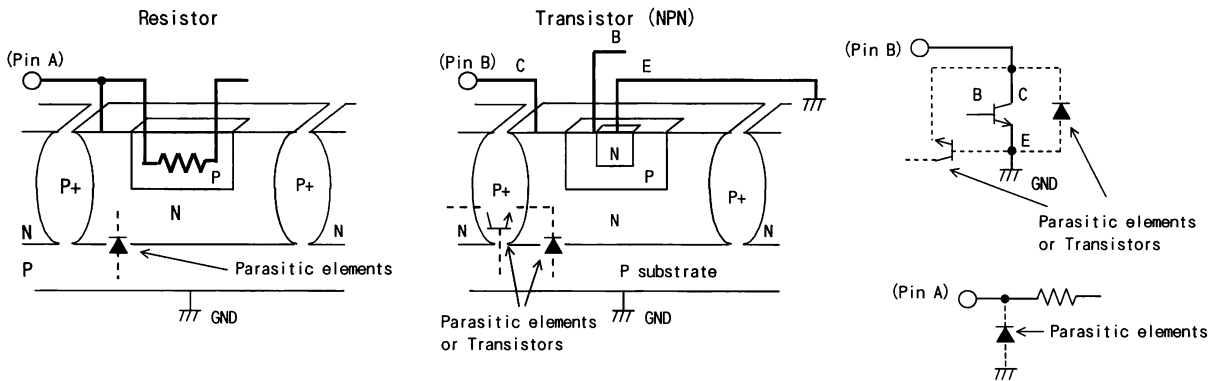 Resistor
(Pin A)
P+
P
P+
N
N
N
P
Parasitic elements
GND
Transistor (NPN)
B
(Pin B)
C
E
N
P
P+
P+
N
N
N
P substrate
GND
Parasitic elements
or Transistors
(Pin B)
B
C
E
GND
Parasitic elements
or Transistors
(Pin A)
Parasitic elements